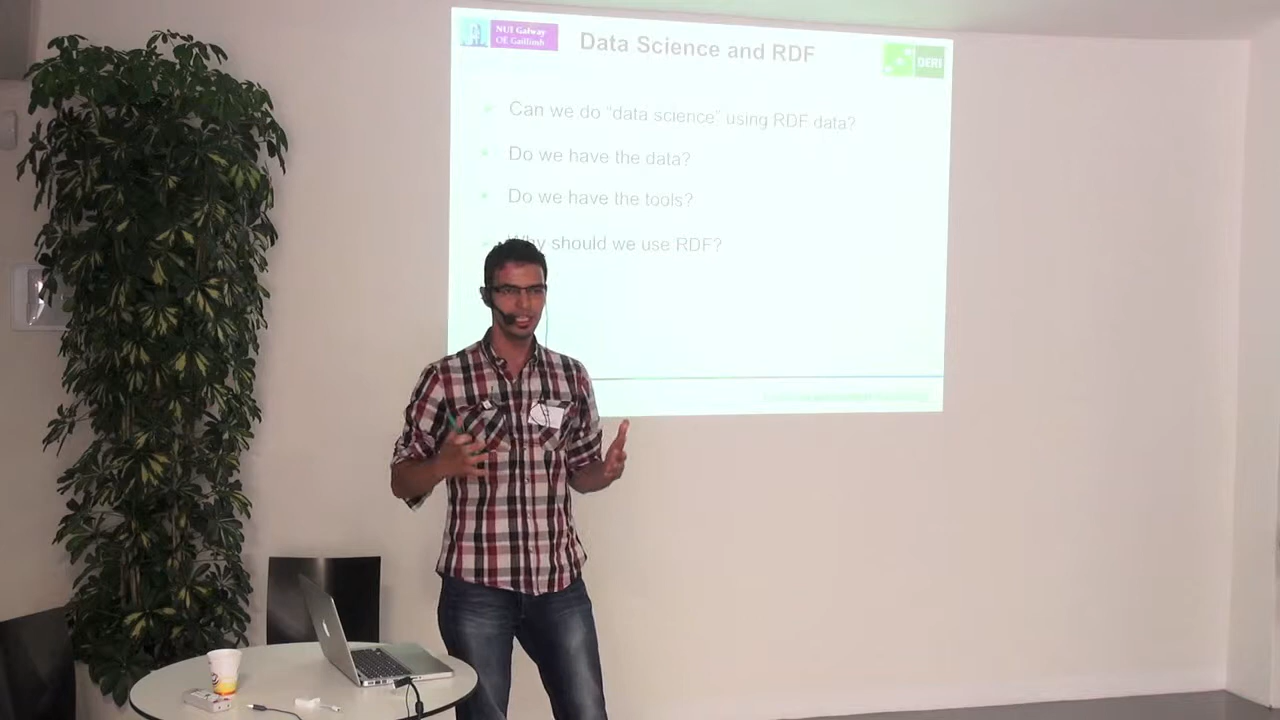 NUI Galway
OÉ Gaillimh
Data Science and RDF
DERI
Can we do “data science” using RDF data?
Do we have the data?
Do we have the tools?
Why should we use RDF?